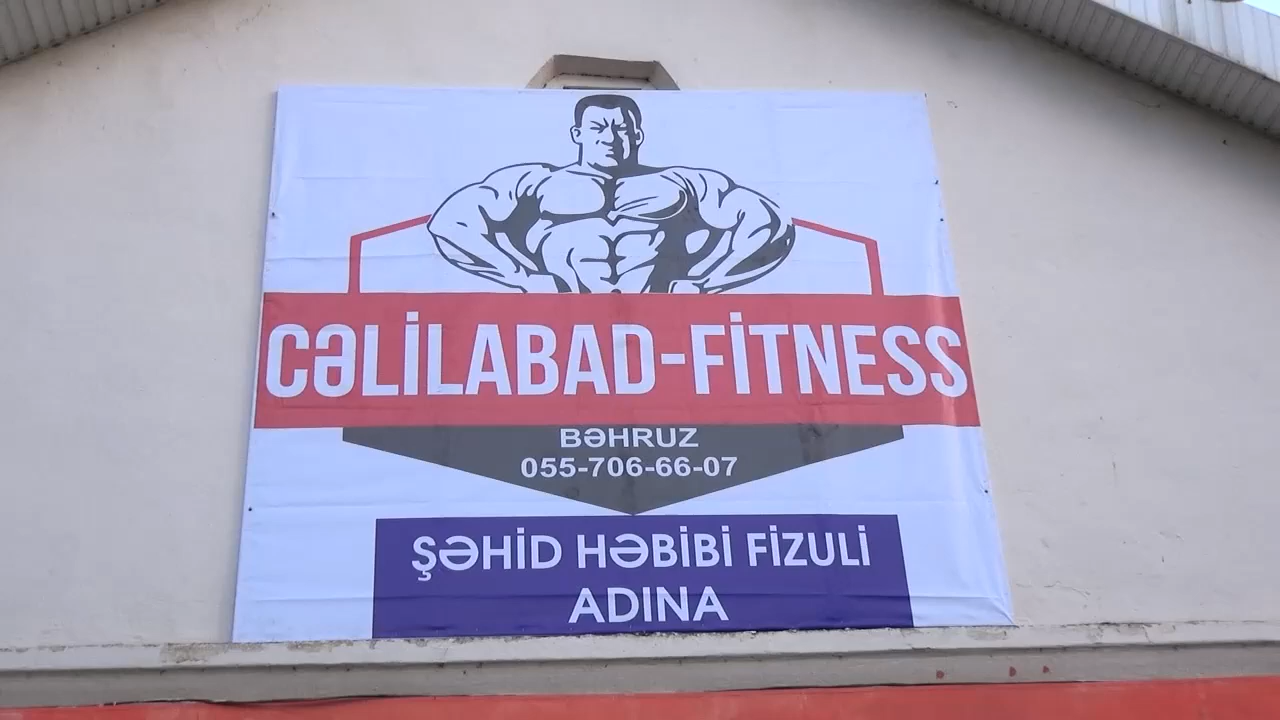 CƏLİLABAD-FİTNESS
BƏHRUZ
055-706-66-07
ŞƏHİD HƏBİBİ FİZULİ
ADINA